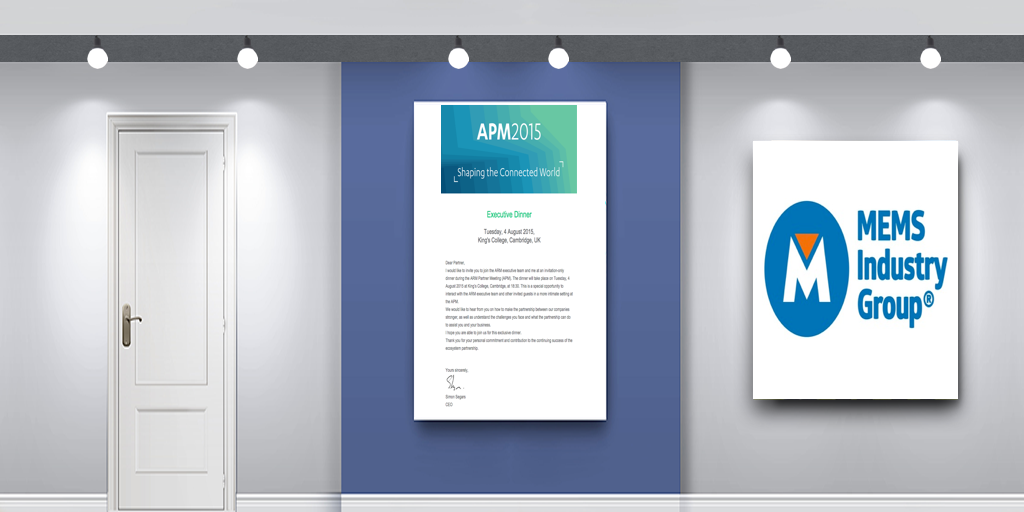 APM2015
Shaping the Connected World
Executive Dinner
Tuesday, 4 August 2015,
King's College, Cambridge, UK
Dear Partner,
I would like to invite you to join the ARM executive team and me at an invitation-only
dinner during the ARM Partner Meeting (APM). The dinner will take place on Tuesday, 4
August 2015 at King's College, Cambridge, at 19:30. This is a special opportunity to
interact with the ARM executive team and other invited guests in a more intimate setting at
the APM.
We would like to hear from you on how to make the partnership between our companies
stronger, as well as understand the challenges you face and what the partnership can do
to assist you and your business.
I hope you are able to join us for this exclusive dinner.
Thank you for your personal commitment and contribution to the continuing success of the
ecosystem partnership.
Yours sincerely,
Simon Segars
CEO
MEMS
Industry
Group®